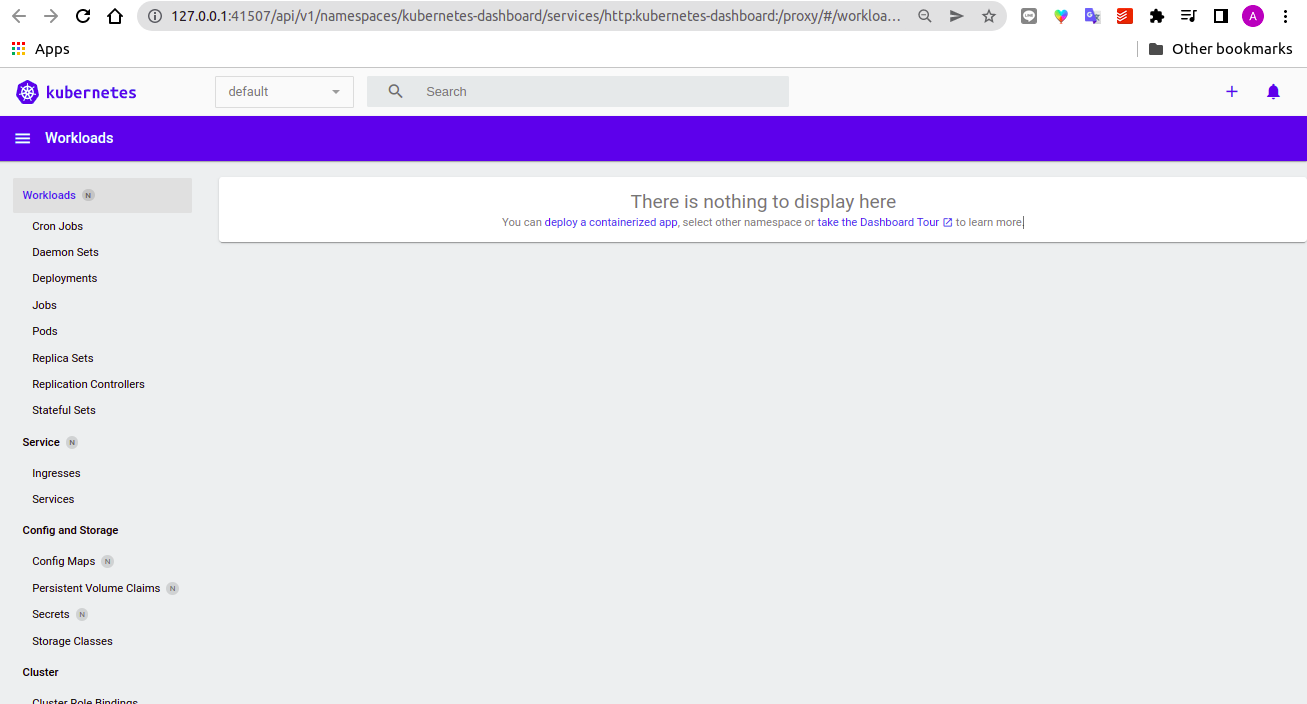 127.0.0.1:41507/api/v1/namespaces/kubernetes-dashboard/services/http:kubernetes-dashboard:/proxy/#/workloa…
A
Apps
Other bookmarks
kubernetes
default
Search
Workloads
Workloads N
There is nothing to display here
You can deploy a containerized app, select other namespace or take the Dashboard Tour to learn more.
Cron Jobs
Daemon Sets
Deployments
Jobs
Pods
Replica Sets
Replication Controllers
Stateful Sets
Service N
Ingresses
Services
Config and Storage
Config Maps N
Persistent Volume Claims N
Secrets N
Storage Classes
Cluster
Cluster Role Bindings